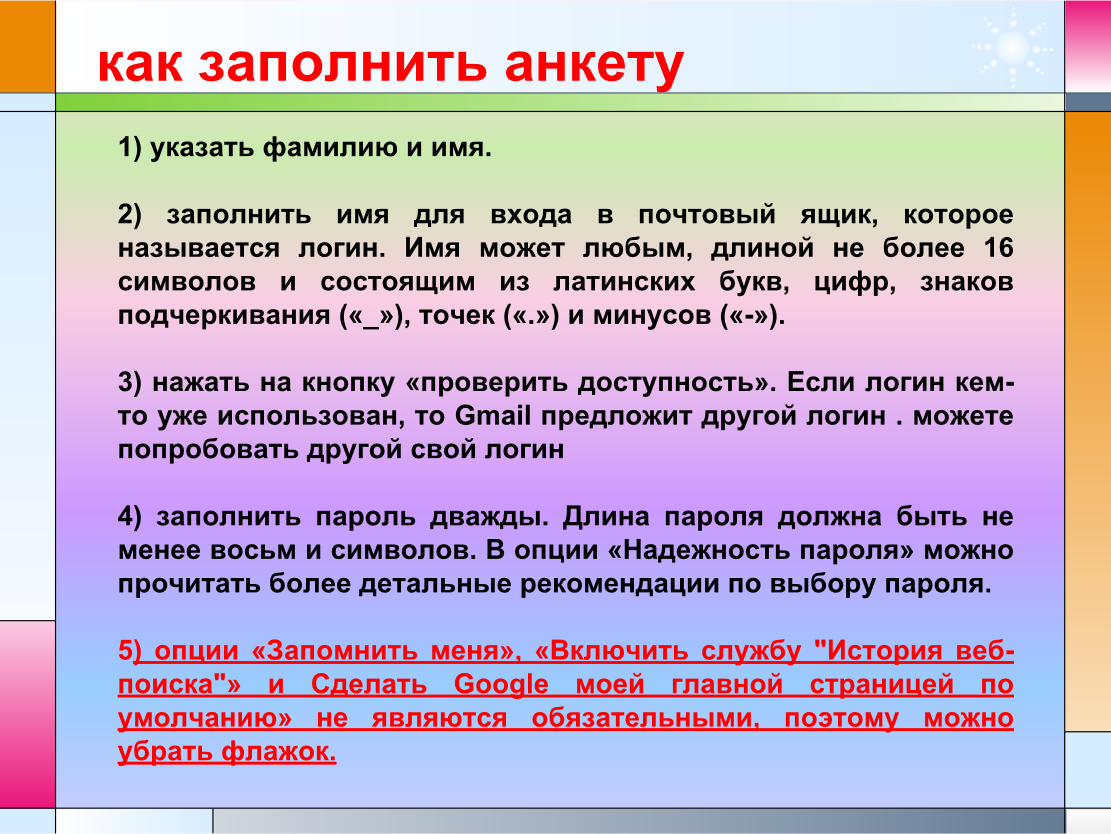 как заполнить анкету
1) указать фамилию и имя.
2) заполнить имя для входа в почтовый ящик, которое
называется логин. Имя может любым, длиной не более 16
символов и состоящим из латинских букв, цифр, знаков
подчеркивания («_»), точек («.») и минусов («-»).
3) нажать на кнопку «проверить доступность». Если логин кем-
то уже использован, то Gmail предложит другой логин . можете
попробовать другой свой логин
4) заполнить пароль дважды. Длина пароля должна быть не
менее восьм и символов. В опции «Надежность пароля» можно
прочитать более детальные рекомендации по выбору пароля.
5) опции «Запомнить меня», «Включить службу "История веб-
поиска"» и Сделать Google моей главной страницей по
умолчанию» не являются обязательными, поэтому можно
убрать флажок.